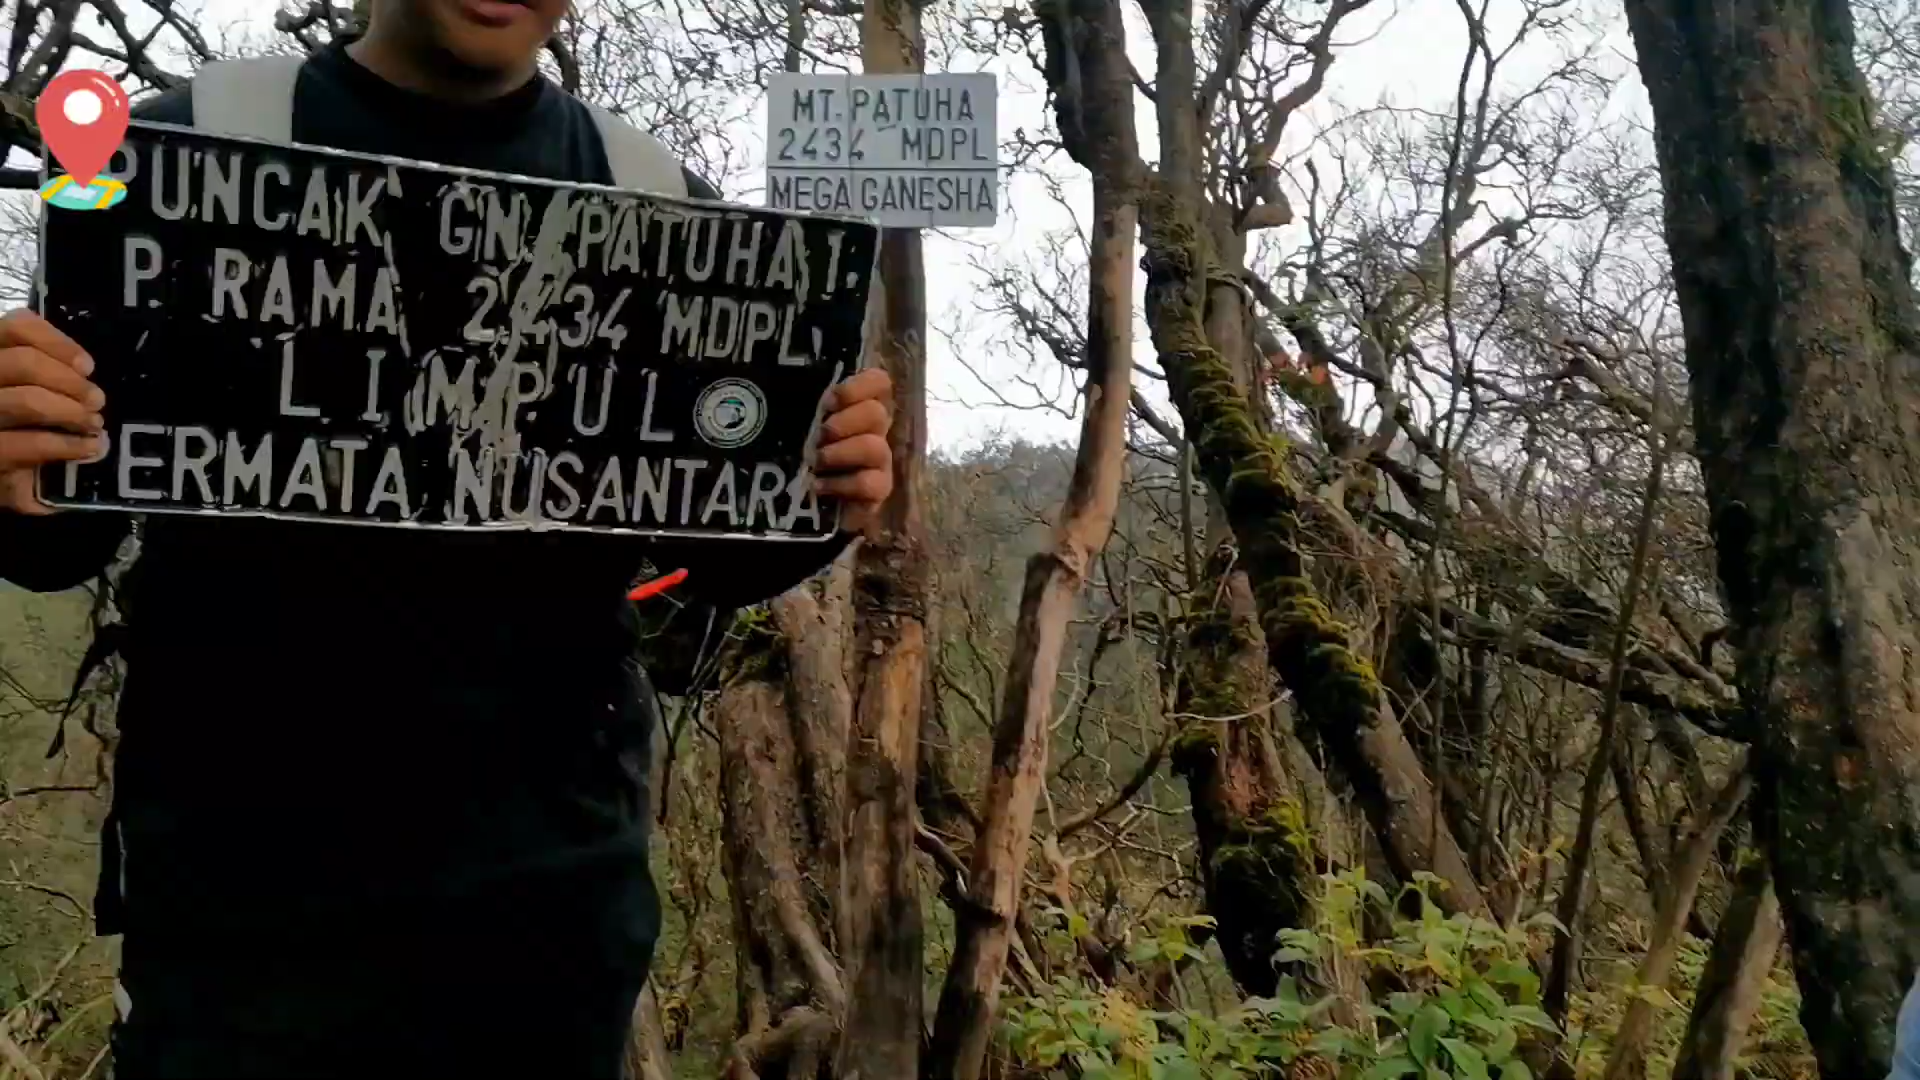 PUNCAK GN. PATUHA I.
P. RAMA 2434 MDPL
LIMPUL
PERMATA NUSANTARA
MT. PATUHA
2434 MDPL
MEGA GANESHA